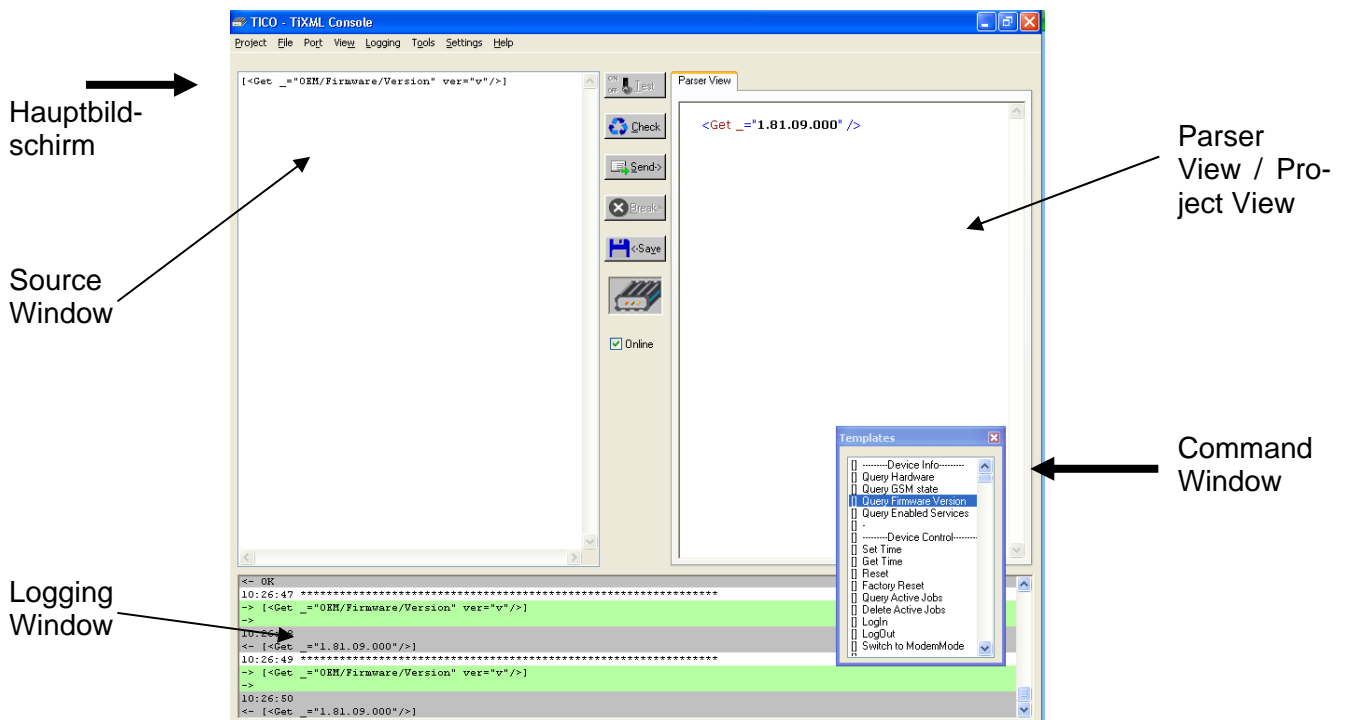 TICO - TiXML Console
Project File Port View Logging Tools Settings Help
Hauptbild-
schirm
Source
Window
Logging
Window
[<Get _="OEM/Firmware/Version" ver="v"/>]
ON
OFF
Test
Check
Send->
Break
<-Save
Online
Parser View
<Get _="1.81.09.000" />
Parser
View / Pro-
ject View
Command
Window
Templates
[] ---------Device Info---------
[] Query Hardware
[] Query GSM state
[] Query Firmware Version
[] Query Enabled Services
[] -
[] ---------Device Control---------
[] Set Time
[] Get Time
[] Reset
[] Factory Reset
[] Query Active Jobs
[] Delete Active Jobs
[] LogIn
[] LogOut
[] Switch to ModemMode
<- OK
10:26:47 **************************************************************
-> [<Get _="OEM/Firmware/Version" ver="v"/>]
->
<- [<Get _="1.81.09.000"/>]
10:26:49 **************************************************************
-> [<Get _="OEM/Firmware/Version" ver="v"/>]
->
10:26:50
<- [<Get _="1.81.09.000"/>]